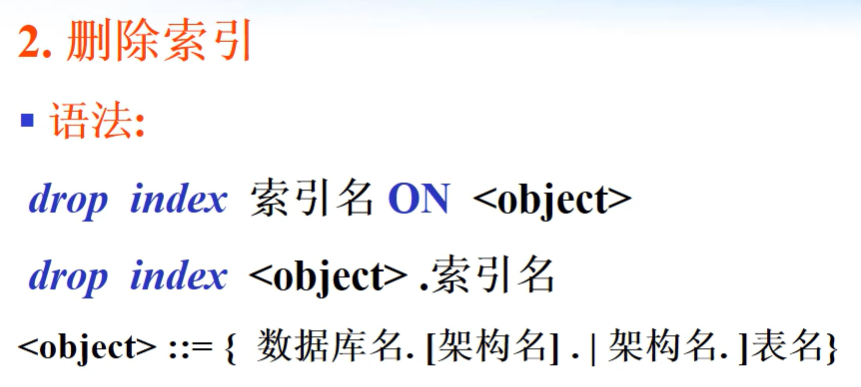 2. 删除索引
▪ 语法:
drop index 索引名 ON <object>
drop index <object> .索引名
<object> ::= { 数据库名. [架构名] . | 架构名. ]表名}